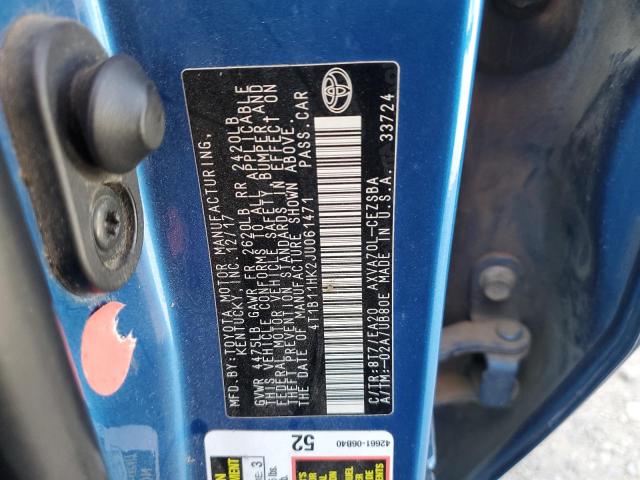 MFD.BY:TOYOTA MOTOR MANUFACTURING,
KENTUCKY INC. 12/17
GVWR 4475LB GAWR FR 2620LB RR 2420LB
THIS VEHICLE CONFORMS TO ALL APPLICABLE
FEDERAL MOTOR VEHICLE SAFETY, BUMPER, AND
THEFT PREVENTION STANDARDS IN EFFECT ON
THE DATE OF MANUFACTURE SHOWN ABOVE.
4T1B11HK2JU061471 PASS.CAR
C/TR:8T7/EA20 AXVA70L-CEZSBA
A/TM:-02A/UB80E MADE IN U.S.A. 33724
52
42661-06B40